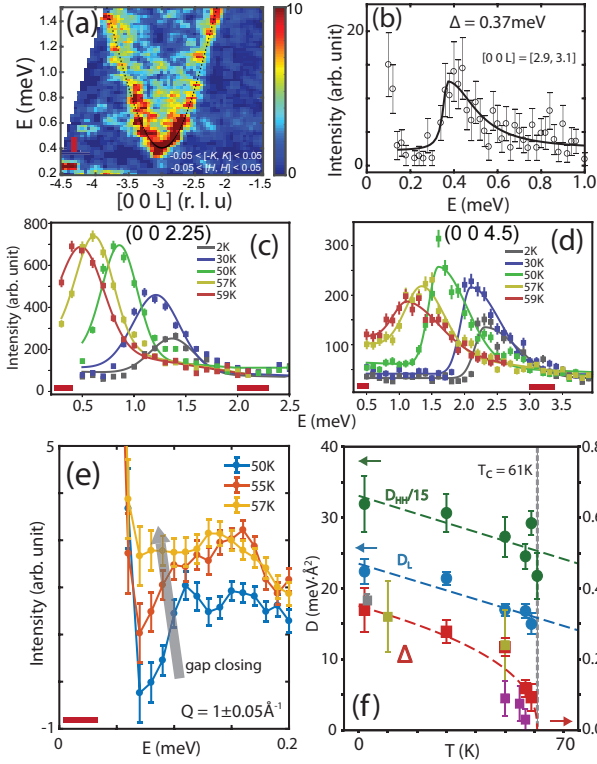 (a)
10
0
1.4
1.2
1.0
0.8
0.6
0.4
0.2
E (meV)
-0.05 < [-K, K] < 0.05
-0.05 < [H, H] < 0.05
-4.5 -3.5 -2.5 -1.5
[0 0 L] (r. l. u)
(b)
Δ = 0.37meV
[0 0 L] = [2.9, 3.1]
Intensity (arb. unit)
20
10
0
0 0.2 0.4 0.6 0.8 1.0
E (meV)
(0 0 2.25)
(c)
2K
30K
50K
57K
59K
Intensity (arb. unit)
800
600
400
200
0
0.5 1.0 1.5 2.0 2.5
(0 0 4.5)
(d)
2K
30K
50K
57K
59K
300
200
100
0.5 1.0 1.5 2.0 2.5 3.0 3.5
E (meV)
(e)
50K
55K
57K
Intensity (arb. unit)
-1
gap closing
Q = 1±0.05Å⁻¹
0 0.2
E (meV)
(f)
T_C = 61K
D_HH/15
D_L
Δ
D (meV·Å²)
40
30
20
10
0
0.8
0.6
0.4
0.2
0
0 10 30 50 70
T (K)